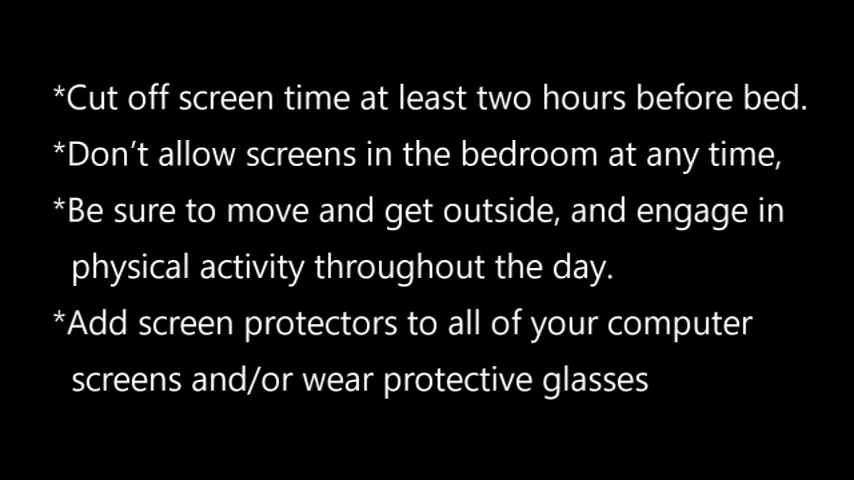 *Cut off screen time at least two hours before bed.
*Don’t allow screens in the bedroom at any time,
*Be sure to move and get outside, and engage in
physical activity throughout the day.
*Add screen protectors to all of your computer
screens and/or wear protective glasses